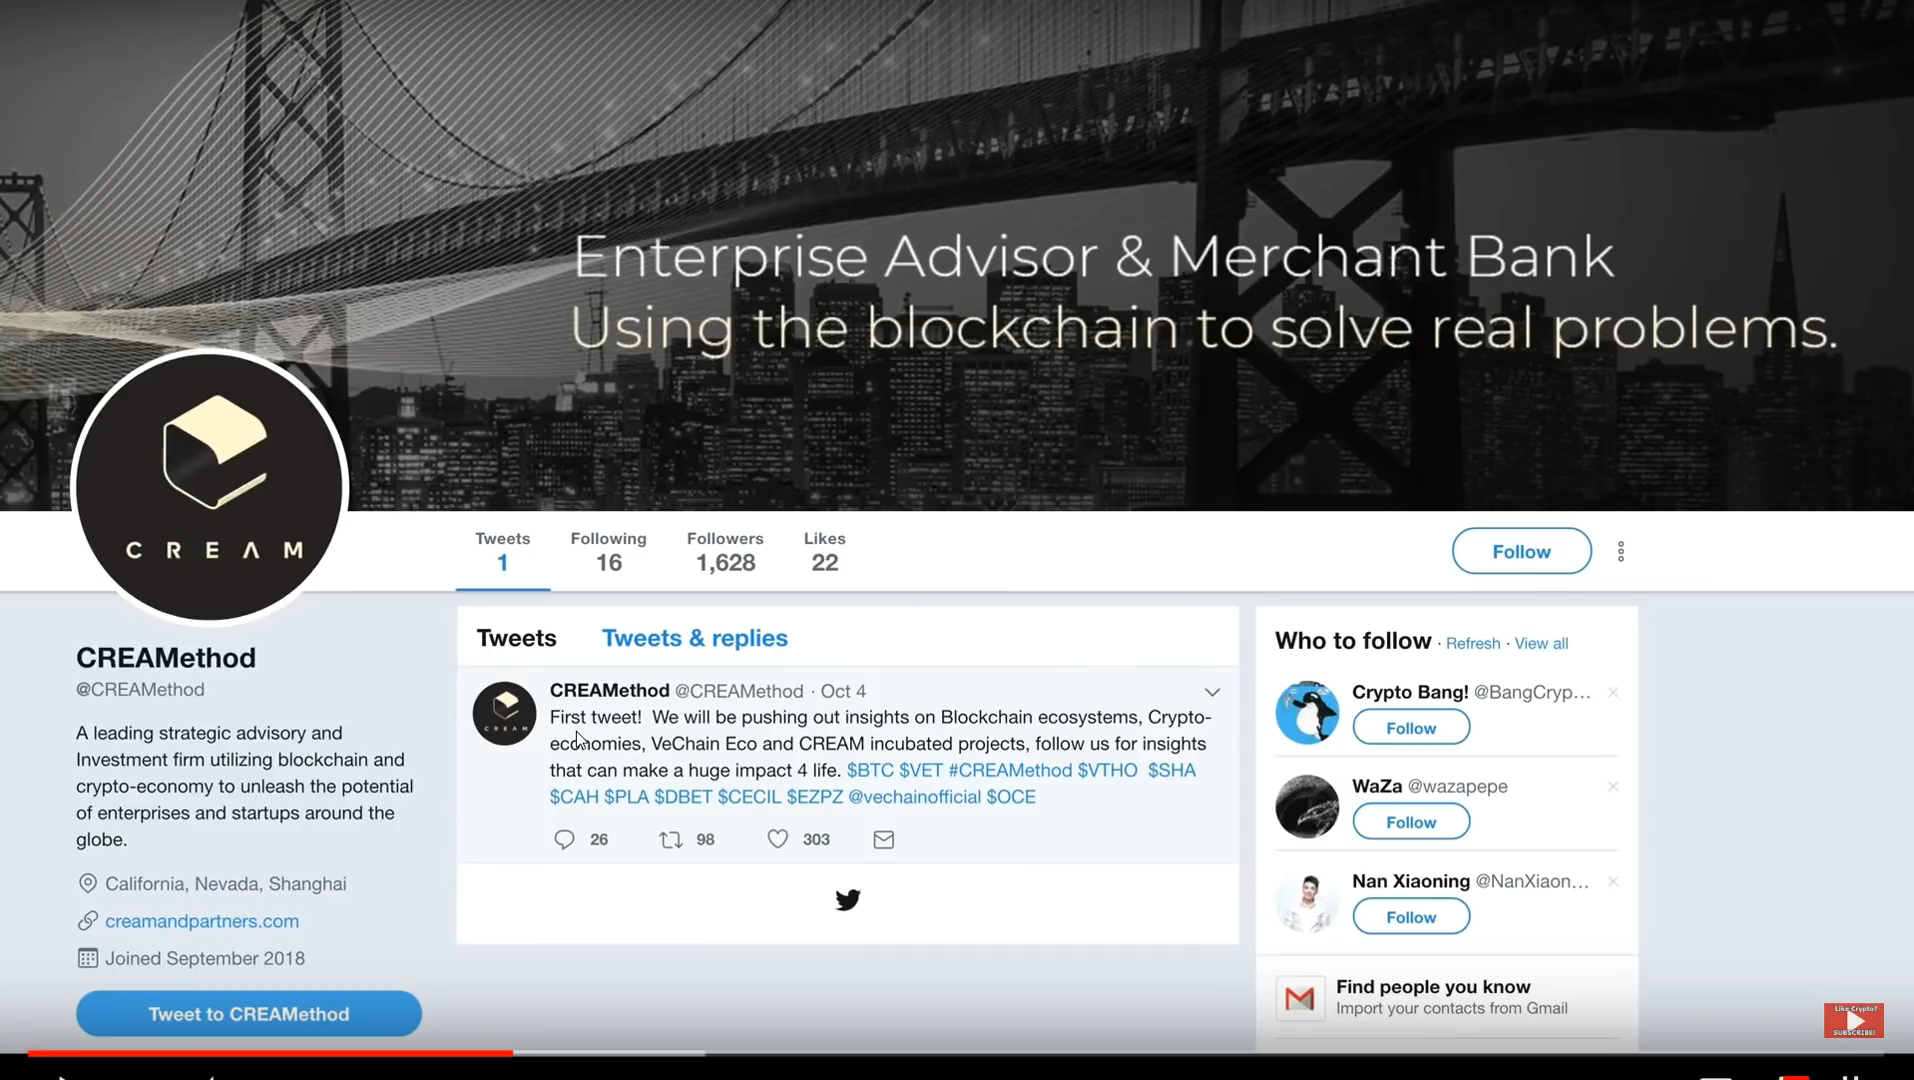 Enterprise Advisor & Merchant Bank
Using the blockchain to solve real problems.
C R E A M
Tweets
1
Following
16
Followers
1,628
Likes
22
Follow
CREAMethod
@CREAMethod
A leading strategic advisory and
Investment firm utilizing blockchain and
crypto-economy to unleash the potential
of enterprises and startups around the
globe.
California, Nevada, Shanghai
creamandpartners.com
Joined September 2018
Tweet to CREAMethod
Tweets
Tweets & replies
CREAM
CREAMethod @CREAMethod · Oct 4
First tweet! We will be pushing out insights on Blockchain ecosystems, Crypto-
economies, VeChain Eco and CREAM incubated projects, follow us for insights
that can make a huge impact 4 life. $BTC $VET #CREAMethod $VTHO $SHA
$CAH $PLA $DBET $CECIL $EZPZ @vechainofficial $OCE
26
98
303
Who to follow · Refresh · View all
Crypto Bang! @BangCryp...
Follow
WaZa @wazapepe
Follow
Nan Xiaoning @NanXiaon...
Follow
Find people you know
Import your contacts from Gmail
Like Crypto?
SUBSCRIBE!